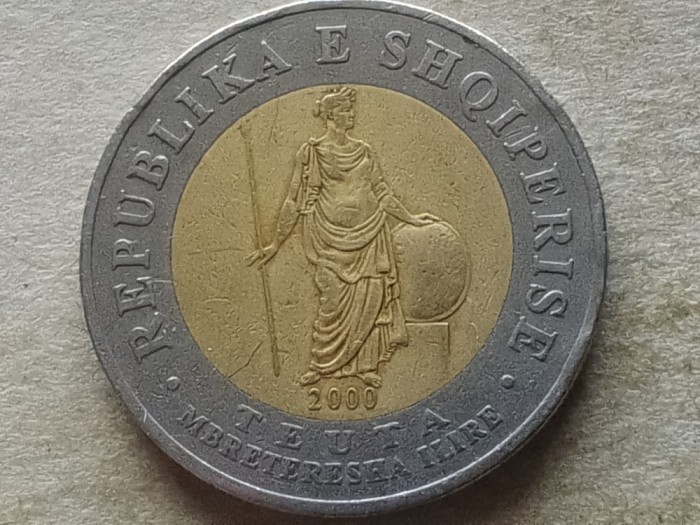 REPUBLIKA E SHQIPERISE
2000
TEUTA
MBRETERESHA ILIRE